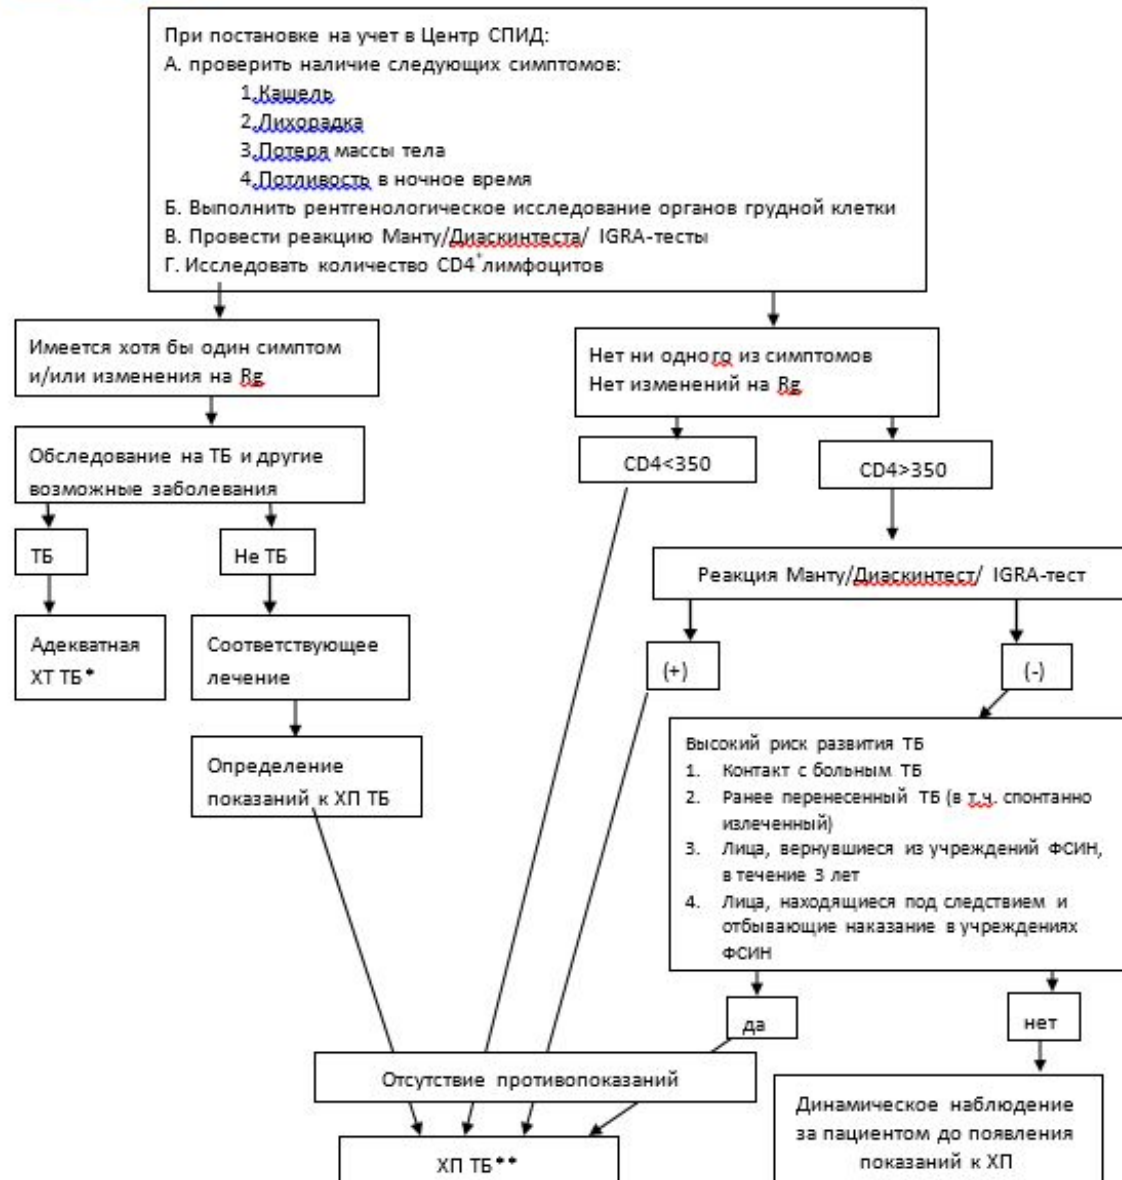 При постановке на учет в Центр СПИД:
А. проверить наличие следующих симптомов:
1.Кашель
2.Лихорадка
3.Потеря массы тела
4.Потливость в ночное время
Б. Выполнить рентгенологическое исследование органов грудной клетки
В. Провести реакцию Манту/Диаскинтеста/ IGRA-тесты
Г. Исследовать количество CD4⁺лимфоцитов
Имеется хотя бы один симптом
и/или изменения на Rg
Нет ни одного из симптомов
Нет изменений на Rg
Обследование на ТБ и другие
возможные заболевания
CD4<350
CD4>350
ТБ
Не ТБ
Реакция Манту/Диаскинтест/ IGRA-тест
Адекватная
ХТ ТБ*
Соответствующее
лечение
(+)
(-)
Определение
показаний к ХП ТБ
Высокий риск развития ТБ
1. Контакт с больным ТБ
2. Ранее перенесенный ТБ (в т.ч. спонтанно
излеченный)
3. Лица, вернувшиеся из учреждений ФСИН,
в течение 3 лет
4. Лица, находящиеся под следствием и
отбывающие наказание в учреждениях
ФСИН
да
нет
Отсутствие противопоказаний
Динамическое наблюдение
за пациентом до появления
показаний к ХП
ХП ТБ**